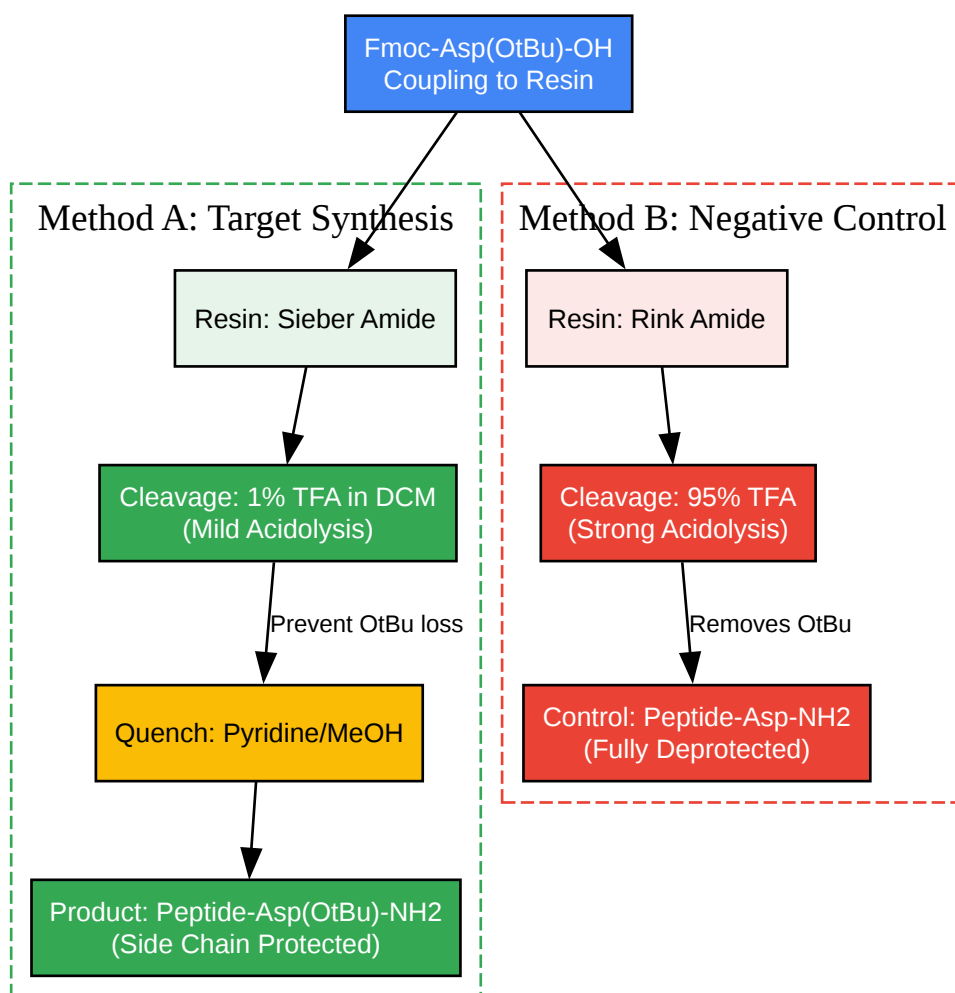 Fmoc-Asp(OtBu)-OH
Coupling to Resin
Method A: Target Synthesis
Resin: Sieber Amide
Cleavage: 1% TFA in DCM
(Mild Acidolysis)
Prevent OtBu loss
Quench: Pyridine/MeOH
Product: Peptide-Asp(OtBu)-NH2
(Side Chain Protected)
Method B: Negative Control
Resin: Rink Amide
Cleavage: 95% TFA
(Strong Acidolysis)
Removes OtBu
Control: Peptide-Asp-NH2
(Fully Deprotected)